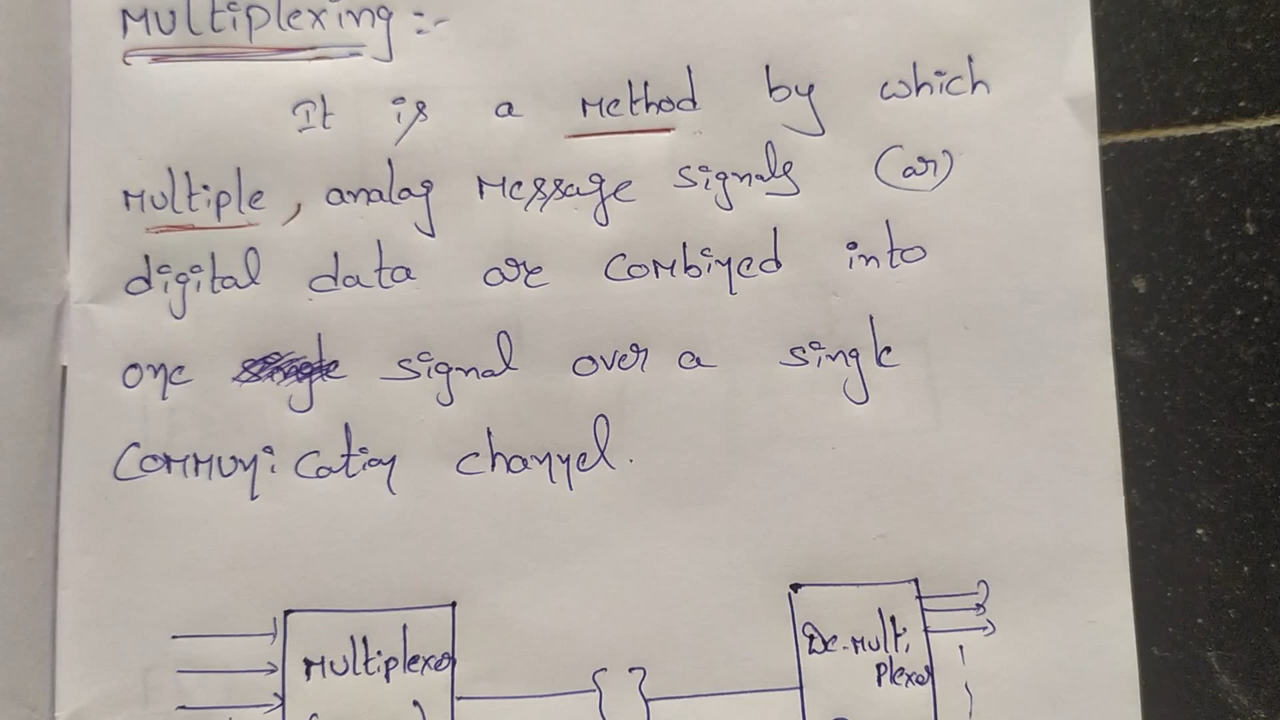 Multiplexing :-
It is a Method by which
Multiple, analog Message signals (or)
digital data are Combined into
one signal over a single
Communication channel.
Multiplexer
De-multi
plexer